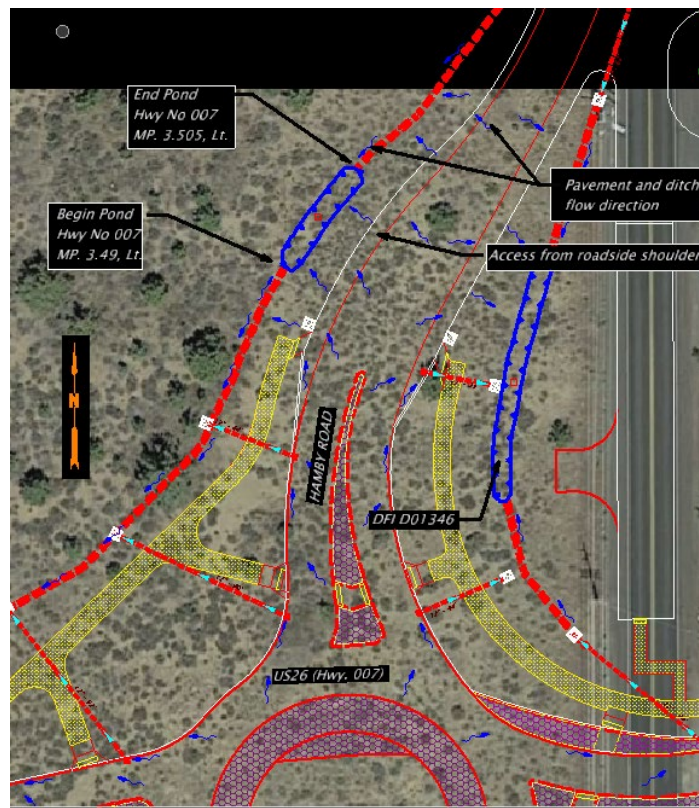 End Pond
Hwy No 007
MP. 3.505, Lt.
Pavement and ditch
flow direction
Begin Pond
Hwy No 007
MP. 3.49, Lt.
Access from roadside shoulder
N
HAMBY ROAD
DFI D01346
US26 (Hwy, 007)